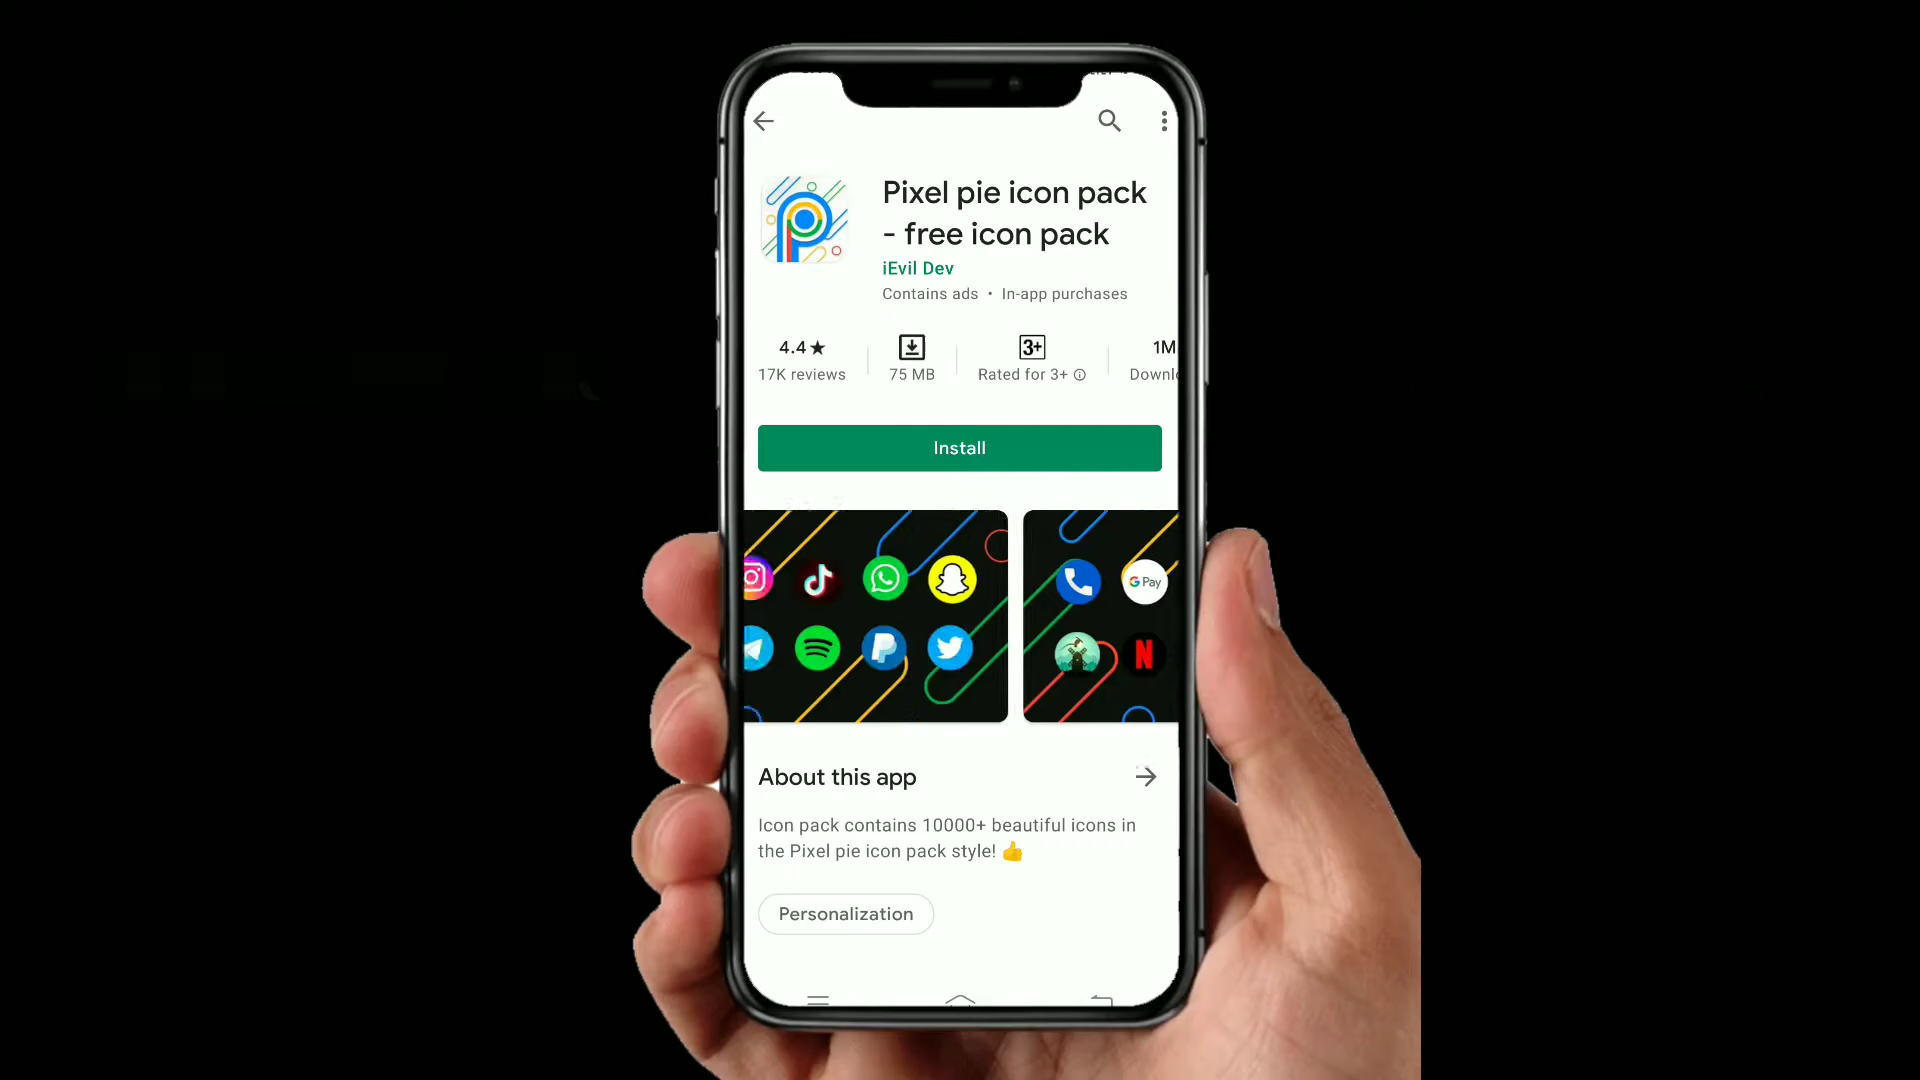 Pixel pie icon pack
- free icon pack
iEvil Dev
Contains ads • In-app purchases
4.4★
3+
1M
17K reviews
75 MB
Rated for 3+
Downlo
Install
G Pay
About this app
Icon pack contains 10000+ beautiful icons in
the Pixel pie icon pack style! 👍
Personalization